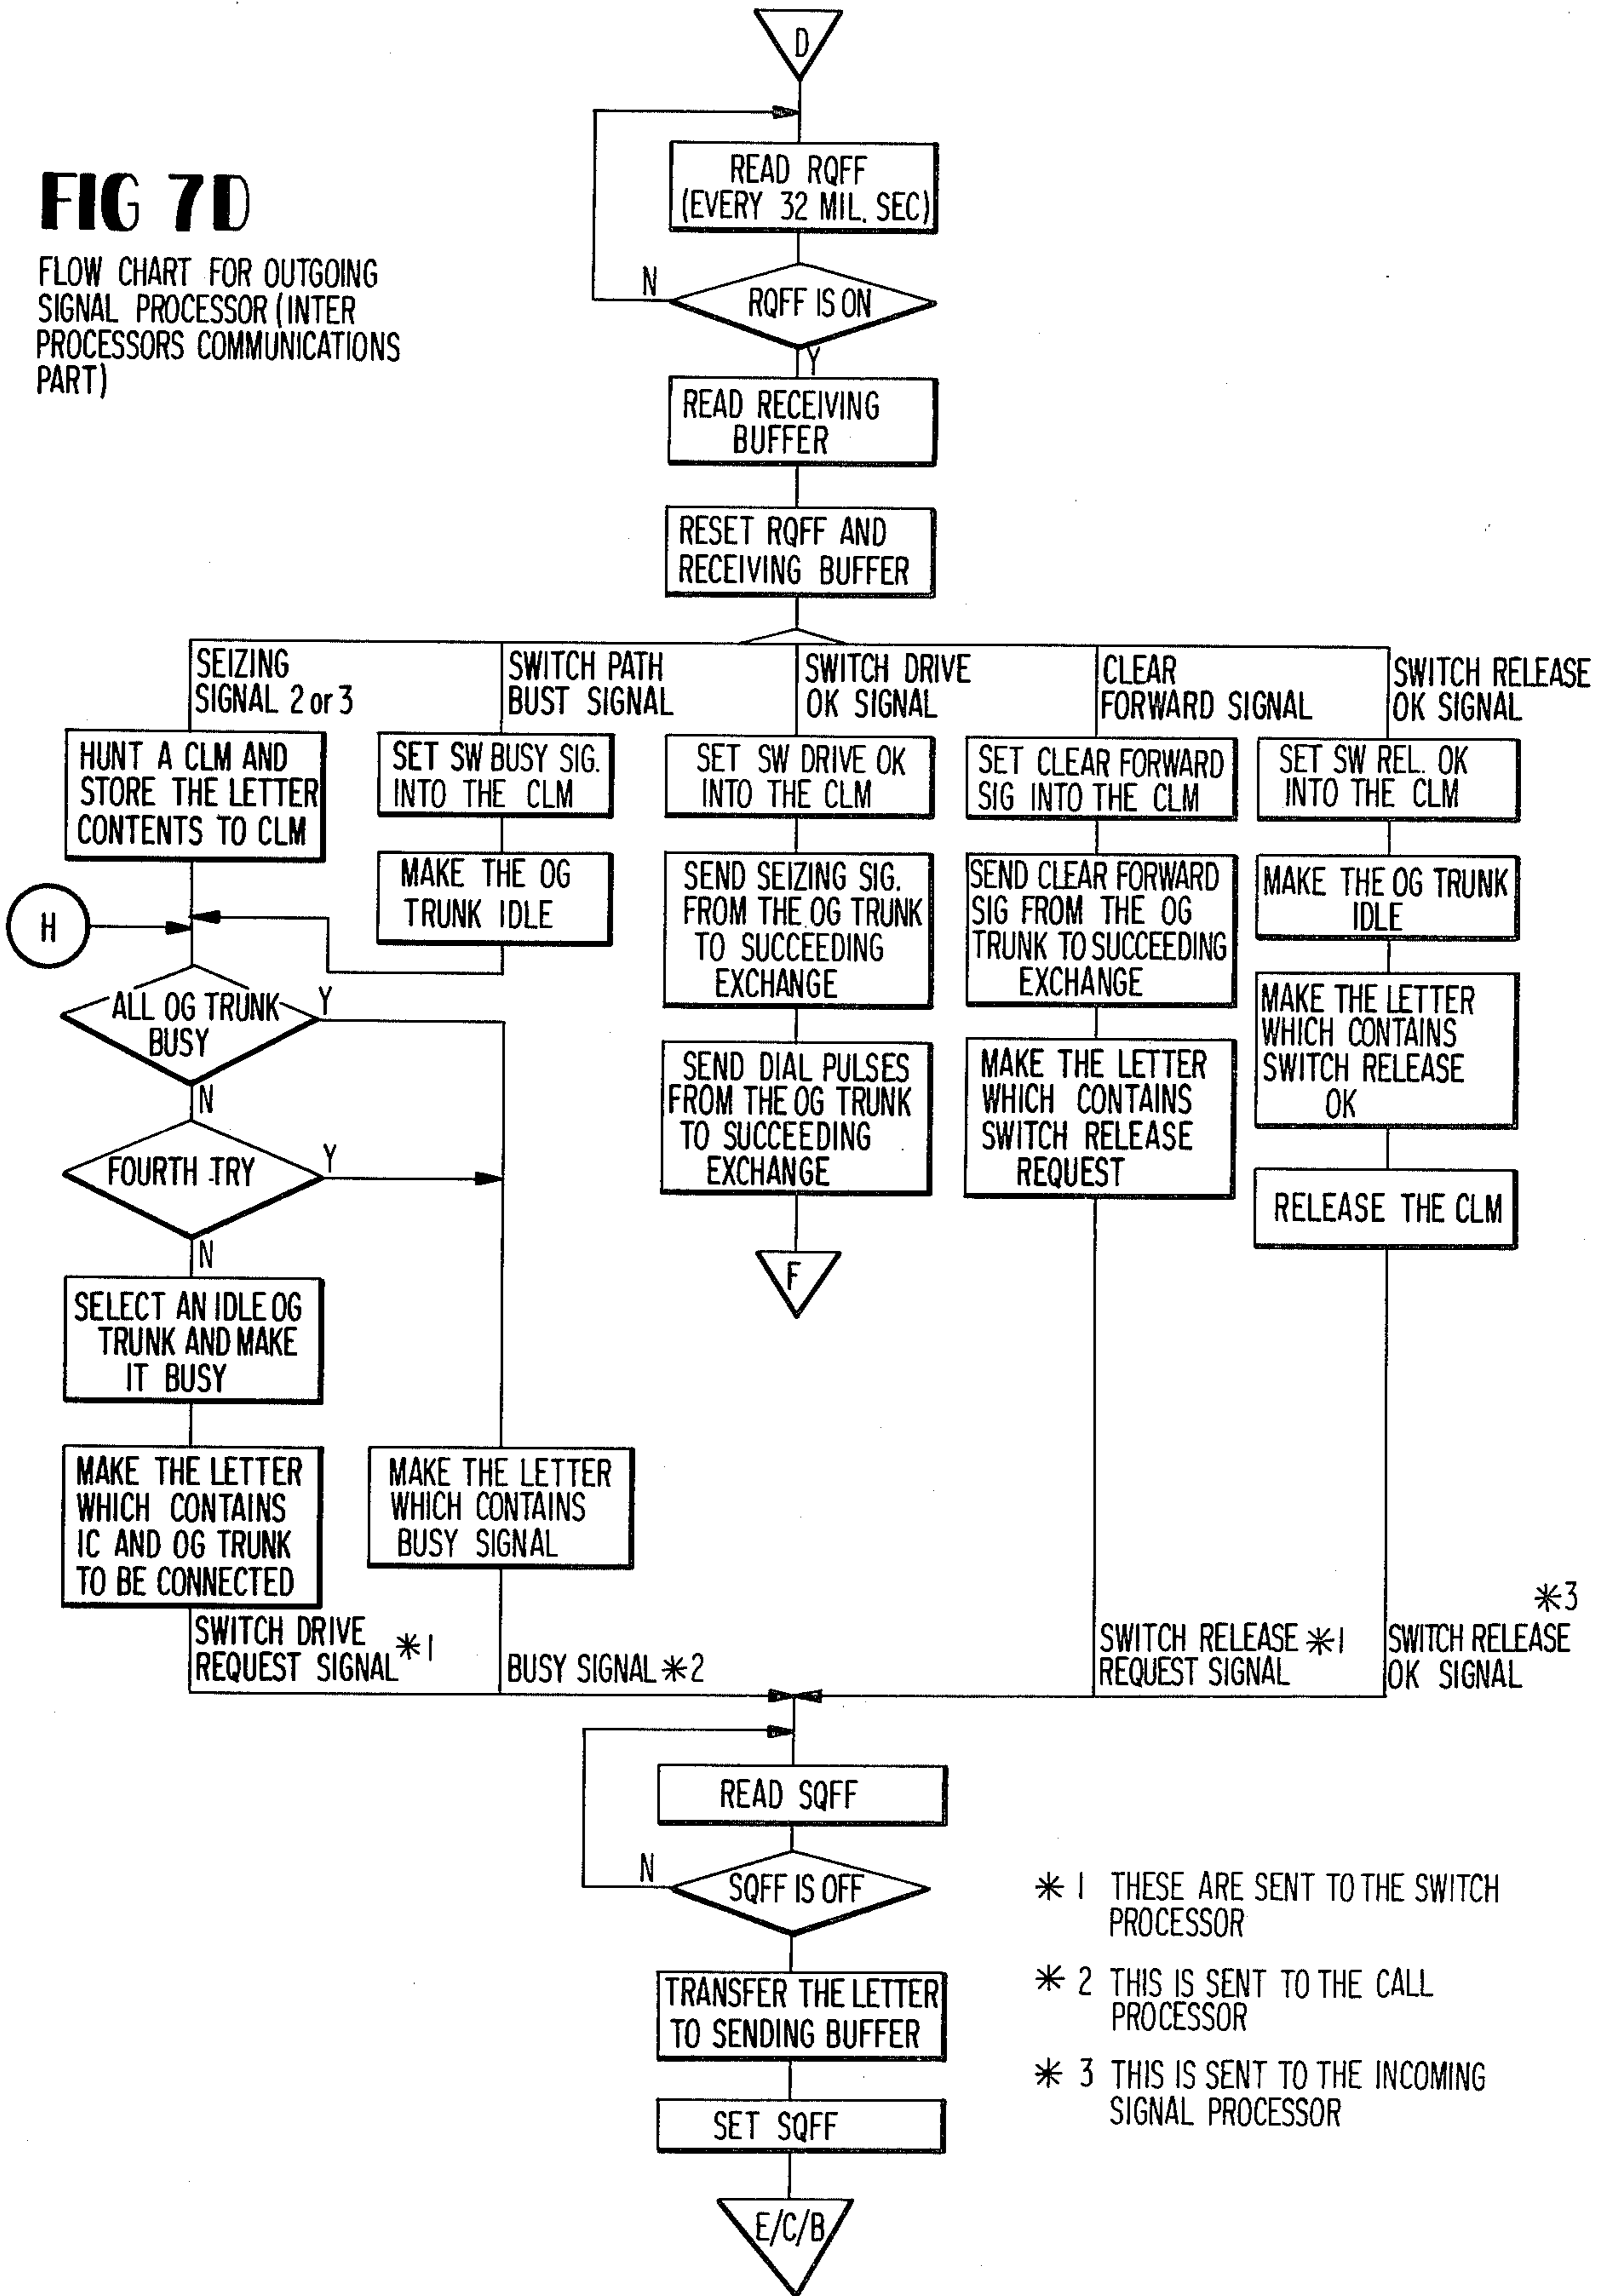 D
FIG 7D
FLOW CHART FOR OUTGOING
SIGNAL PROCESSOR (INTER
PROCESSORS COMMUNICATIONS
PART)
READ RQFF
(EVERY 32 MIL. SEC)
N
RQFF IS ON
Y
READ RECEIVING
BUFFER
RESET RQFF AND
RECEIVING BUFFER
SEIZING
SIGNAL 2 or 3
HUNT A CLM AND
STORE THE LETTER
CONTENTS TO CLM
H
ALL OG TRUNK
BUSY
Y
N
FOURTH TRY
Y
N
SELECT AN IDLE OG
TRUNK AND MAKE
IT BUSY
MAKE THE LETTER
WHICH CONTAINS
IC AND OG TRUNK
TO BE CONNECTED
SWITCH DRIVE
REQUEST SIGNAL *1
SWITCH PATH
BUST SIGNAL
SET SW BUSY SIG.
INTO THE CLM
MAKE THE OG
TRUNK IDLE
MAKE THE LETTER
WHICH CONTAINS
BUSY SIGNAL
BUSY SIGNAL *2
SWITCH DRIVE
OK SIGNAL
SET SW DRIVE OK
INTO THE CLM
SEND SEIZING SIG.
FROM THE OG TRUNK
TO SUCCEEDING
EXCHANGE
SEND DIAL PULSES
FROM THE OG TRUNK
TO SUCCEEDING
EXCHANGE
F
CLEAR
FORWARD SIGNAL
SET CLEAR FORWARD
SIG INTO THE CLM
SEND CLEAR FORWARD
SIG FROM THE OG
TRUNK TO SUCCEEDING
EXCHANGE
MAKE THE LETTER
WHICH CONTAINS
SWITCH RELEASE
REQUEST
SWITCH RELEASE *1
REQUEST SIGNAL
SWITCH RELEASE
OK SIGNAL
SET SW REL. OK
INTO THE CLM
MAKE THE OG TRUNK
IDLE
MAKE THE LETTER
WHICH CONTAINS
SWITCH RELEASE
OK
RELEASE THE CLM
*3
SWITCH RELEASE
OK SIGNAL
READ SQFF
N
SQFF IS OFF
TRANSFER THE LETTER
TO SENDING BUFFER
SET SQFF
E/C/B
* 1 THESE ARE SENT TO THE SWITCH
PROCESSOR
* 2 THIS IS SENT TO THE CALL
PROCESSOR
* 3 THIS IS SENT TO THE INCOMING
SIGNAL PROCESSOR